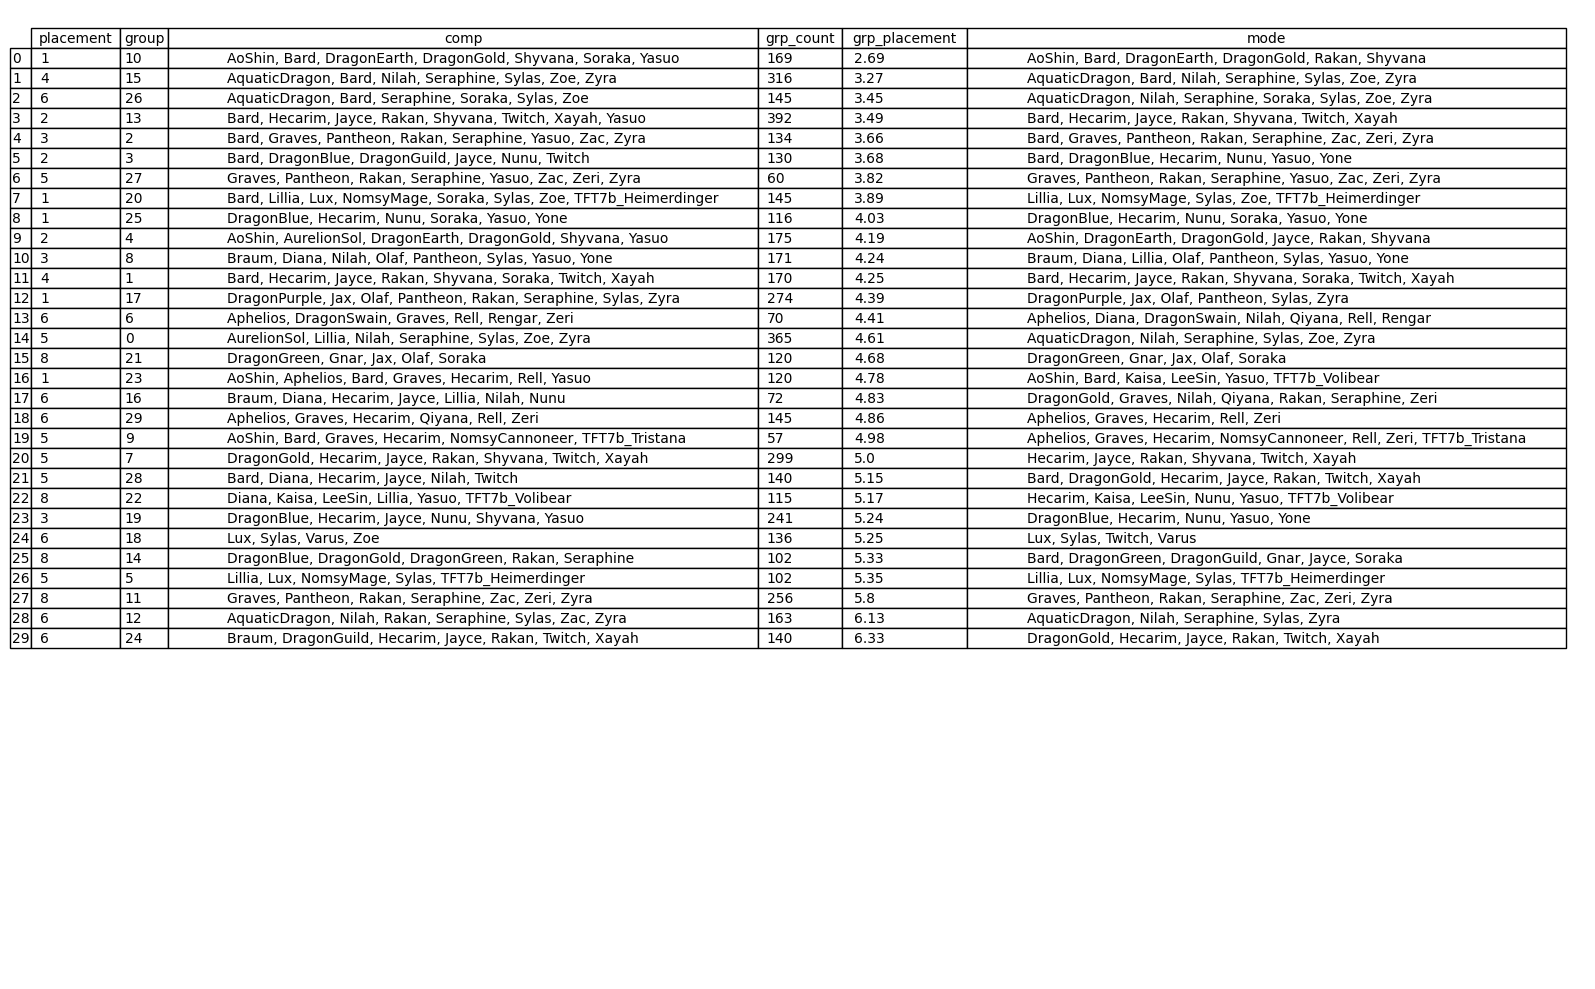 placement group comp grp_count grp_placement mode
0 1 10 AoShin, Bard, DragonEarth, DragonGold, Shyvana, Soraka, Yasuo 169 2.69 AoShin, Bard, DragonEarth, DragonGold, Rakan, Shyvana
1 4 15 AquaticDragon, Bard, Nilah, Seraphine, Sylas, Zoe, Zyra 316 3.27 AquaticDragon, Bard, Nilah, Seraphine, Sylas, Zoe, Zyra
2 6 26 AquaticDragon, Bard, Seraphine, Soraka, Sylas, Zoe 145 3.45 AquaticDragon, Nilah, Seraphine, Soraka, Sylas, Zoe, Zyra
3 2 13 Bard, Hecarim, Jayce, Rakan, Shyvana, Twitch, Xayah, Yasuo 392 3.49 Bard, Hecarim, Jayce, Rakan, Shyvana, Twitch, Xayah
4 3 2 Bard, Graves, Pantheon, Rakan, Seraphine, Yasuo, Zac, Zyra 134 3.66 Bard, Graves, Pantheon, Rakan, Seraphine, Zac, Zeri, Zyra
5 2 3 Bard, DragonBlue, DragonGuild, Jayce, Nunu, Twitch 130 3.68 Bard, DragonBlue, Hecarim, Nunu, Yasuo, Yone
6 5 27 Graves, Pantheon, Rakan, Seraphine, Yasuo, Zac, Zeri, Zyra 60 3.82 Graves, Pantheon, Rakan, Seraphine, Yasuo, Zac, Zeri, Zyra
7 1 20 Bard, Lillia, Lux, NomsyMage, Soraka, Sylas, Zoe, TFT7b_Heimerdinger 145 3.89 Lillia, Lux, NomsyMage, Sylas, Zoe, TFT7b_Heimerdinger
8 1 25 DragonBlue, Hecarim, Nunu, Soraka, Yasuo, Yone 116 4.03 DragonBlue, Hecarim, Nunu, Soraka, Yasuo, Yone
9 2 4 AoShin, AurelionSol, DragonEarth, DragonGold, Shyvana, Yasuo 175 4.19 AoShin, DragonEarth, DragonGold, Jayce, Rakan, Shyvana
10 3 8 Braum, Diana, Nilah, Olaf, Pantheon, Sylas, Yasuo, Yone 171 4.24 Braum, Diana, Lillia, Olaf, Pantheon, Sylas, Yasuo, Yone
11 4 1 Bard, Hecarim, Jayce, Rakan, Shyvana, Soraka, Twitch, Xayah 170 4.25 Bard, Hecarim, Jayce, Rakan, Shyvana, Soraka, Twitch, Xayah
12 1 17 DragonPurple, Jax, Olaf, Pantheon, Rakan, Seraphine, Sylas, Zyra 274 4.39 DragonPurple, Jax, Olaf, Pantheon, Sylas, Zyra
13 6 6 Aphelios, DragonSwain, Graves, Rell, Rengar, Zeri 70 4.41 Aphelios, Diana, DragonSwain, Nilah, Qiyana, Rell, Rengar
14 5 0 AurelionSol, Lillia, Nilah, Seraphine, Sylas, Zoe, Zyra 365 4.61 AquaticDragon, Nilah, Seraphine, Sylas, Zoe, Zyra
15 8 21 DragonGreen, Gnar, Jax, Olaf, Soraka 120 4.68 DragonGreen, Gnar, Jax, Olaf, Soraka
16 1 23 AoShin, Aphelios, Bard, Graves, Hecarim, Rell, Yasuo 120 4.78 AoShin, Bard, Kaisa, LeeSin, Yasuo, TFT7b_Volibear
17 6 16 Braum, Diana, Hecarim, Jayce, Lillia, Nilah, Nunu 72 4.83 DragonGold, Graves, Nilah, Qiyana, Rakan, Seraphine, Zeri
18 6 29 Aphelios, Graves, Hecarim, Qiyana, Rell, Zeri 145 4.86 Aphelios, Graves, Hecarim, Rell, Zeri
19 5 9 AoShin, Bard, Graves, Hecarim, NomsyCannoneer, TFT7b_Tristana 57 4.98 Aphelios, Graves, Hecarim, NomsyCannoneer, Rell, Zeri, TFT7b_Tristana
20 5 7 DragonGold, Hecarim, Jayce, Rakan, Shyvana, Twitch, Xayah 299 5.0 Hecarim, Jayce, Rakan, Shyvana, Twitch, Xayah
21 5 28 Bard, Diana, Hecarim, Jayce, Nilah, Twitch 140 5.15 Bard, DragonGold, Hecarim, Jayce, Rakan, Twitch, Xayah
22 8 22 Diana, Kaisa, LeeSin, Lillia, Yasuo, TFT7b_Volibear 115 5.17 Hecarim, Kaisa, LeeSin, Nunu, Yasuo, TFT7b_Volibear
23 3 19 DragonBlue, Hecarim, Jayce, Nunu, Shyvana, Yasuo 241 5.24 DragonBlue, Hecarim, Nunu, Yasuo, Yone
24 6 18 Lux, Sylas, Varus, Zoe 136 5.25 Lux, Sylas, Twitch, Varus
25 8 14 DragonBlue, DragonGold, DragonGreen, Rakan, Seraphine 102 5.33 Bard, DragonGreen, DragonGuild, Gnar, Jayce, Soraka
26 5 5 Lillia, Lux, NomsyMage, Sylas, TFT7b_Heimerdinger 102 5.35 Lillia, Lux, NomsyMage, Sylas, TFT7b_Heimerdinger
27 8 11 Graves, Pantheon, Rakan, Seraphine, Zac, Zeri, Zyra 256 5.8 Graves, Pantheon, Rakan, Seraphine, Zac, Zeri, Zyra
28 6 12 AquaticDragon, Nilah, Rakan, Seraphine, Sylas, Zac, Zyra 163 6.13 AquaticDragon, Nilah, Seraphine, Sylas, Zyra
29 6 24 Braum, DragonGuild, Hecarim, Jayce, Rakan, Twitch, Xayah 140 6.33 DragonGold, Hecarim, Jayce, Rakan, Twitch, Xayah